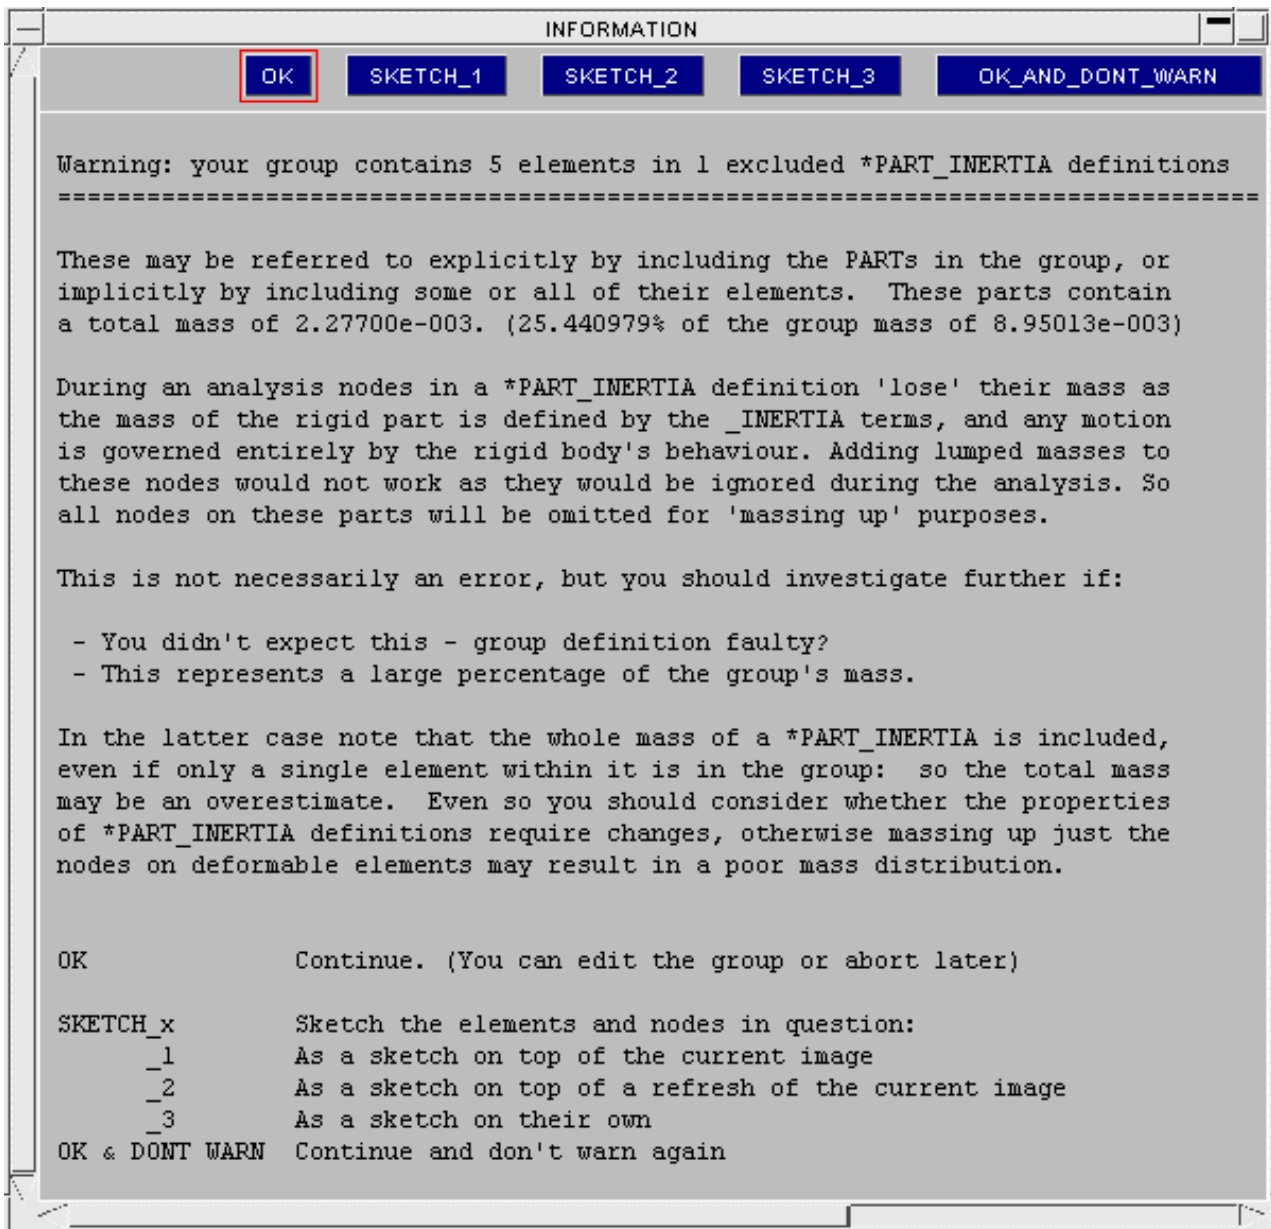 INFORMATION
OK SKETCH_1 SKETCH_2 SKETCH_3 OK_AND_DONT_WARN
Warning: your group contains 5 elements in 1 excluded *PART_INERTIA definitions
=================================================================================
These may be referred to explicitly by including the PARTs in the group, or
implicitly by including some or all of their elements.  These parts contain
a total mass of 2.27700e-003. (25.440979% of the group mass of 8.95013e-003)
During an analysis nodes in a *PART_INERTIA definition 'lose' their mass as
the mass of the rigid part is defined by the _INERTIA terms, and any motion
is governed entirely by the rigid body's behaviour. Adding lumped masses to
these nodes would not work as they would be ignored during the analysis. So
all nodes on these parts will be omitted for 'massing up' purposes.
This is not necessarily an error, but you should investigate further if:
- You didn't expect this - group definition faulty?
- This represents a large percentage of the group's mass.
In the latter case note that the whole mass of a *PART_INERTIA is included,
even if only a single element within it is in the group:  so the total mass
may be an overestimate.  Even so you should consider whether the properties
of *PART_INERTIA definitions require changes, otherwise massing up just the
nodes on deformable elements may result in a poor mass distribution.
OK              Continue. (You can edit the group or abort later)
SKETCH_x        Sketch the elements and nodes in question:
_1         As a sketch on top of the current image
_2         As a sketch on top of a refresh of the current image
_3         As a sketch on their own
OK & DONT WARN  Continue and don't warn again